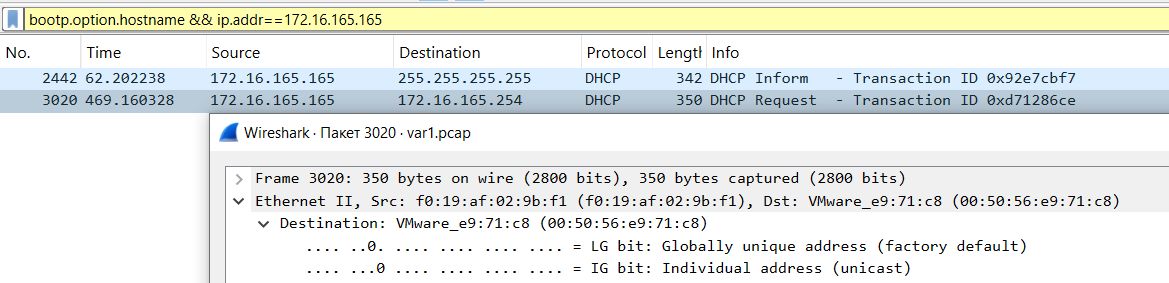 bootp.option.hostname && ip.addr==172.16.165.165
No. Time Source Destination Protocol Length Info
2442 62.202238 172.16.165.165 255.255.255.255 DHCP 342 DHCP Inform - Transaction ID 0x92e7cbf7
3020 469.160328 172.16.165.165 172.16.165.254 DHCP 350 DHCP Request - Transaction ID 0xd71286ce
Wireshark · Пакет 3020 · var1.pcap
Frame 3020: 350 bytes on wire (2800 bits), 350 bytes captured (2800 bits)
Ethernet II, Src: f0:19:af:02:9b:f1 (f0:19:af:02:9b:f1), Dst: VMware_e9:71:c8 (00:50:56:e9:71:c8)
Destination: VMware_e9:71:c8 (00:50:56:e9:71:c8)
.... ..0. .... .... .... .... = LG bit: Globally unique address (factory default)
.... ...0 .... .... .... .... = IG bit: Individual address (unicast)